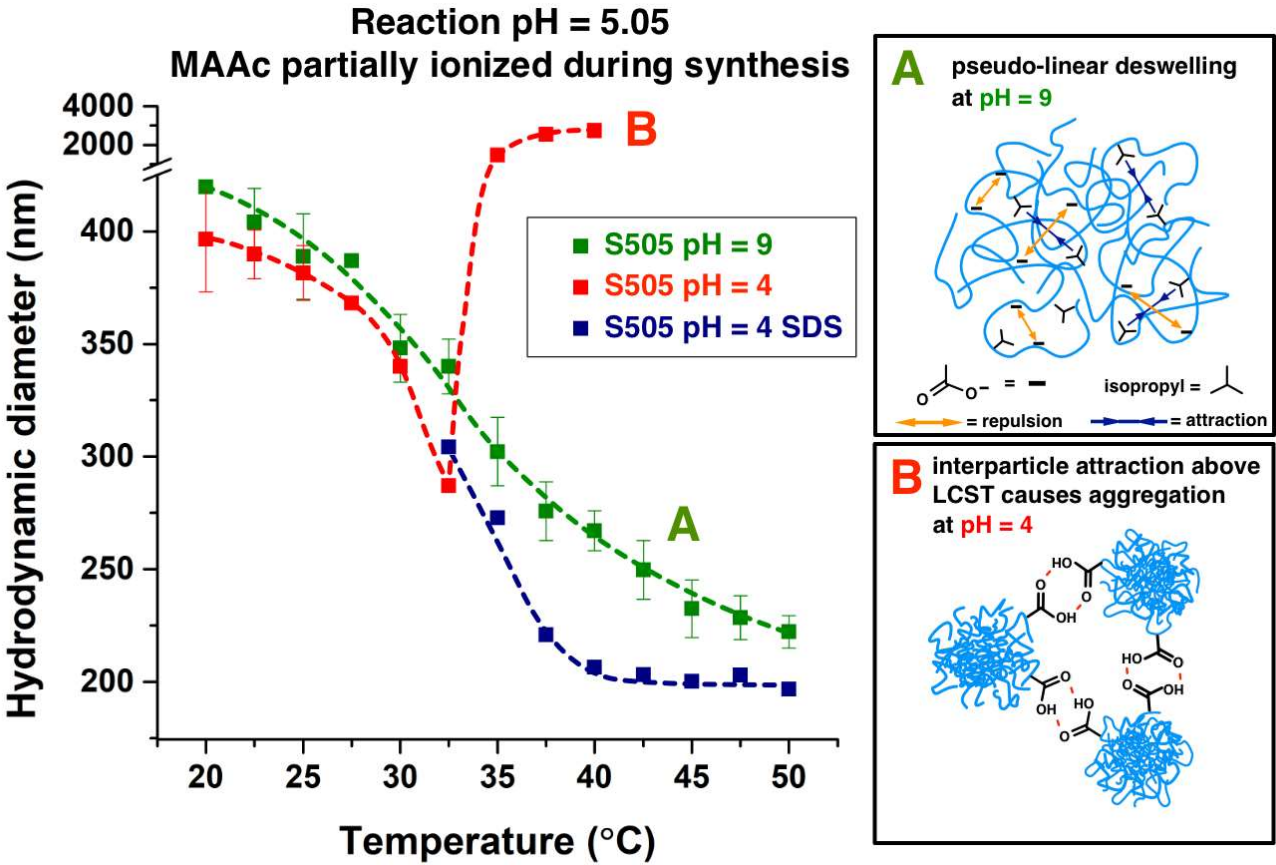 Reaction pH = 5.05
MAAc partially ionized during synthesis
4000
2000
400
350
300
250
200
Hydrodynamic diameter (nm)
20
25
30
35
40
45
50
Temperature (°C)
B
A
S505 pH = 9
S505 pH = 4
S505 pH = 4 SDS
A
pseudo-linear deswelling
at pH = 9
O
O−
= −
isopropyl =
= repulsion
= attraction
B
interparticle attraction above
LCST causes aggregation
at pH = 4
HO
O
O
OH
HO
O
O
O
OH
OH
HO
O